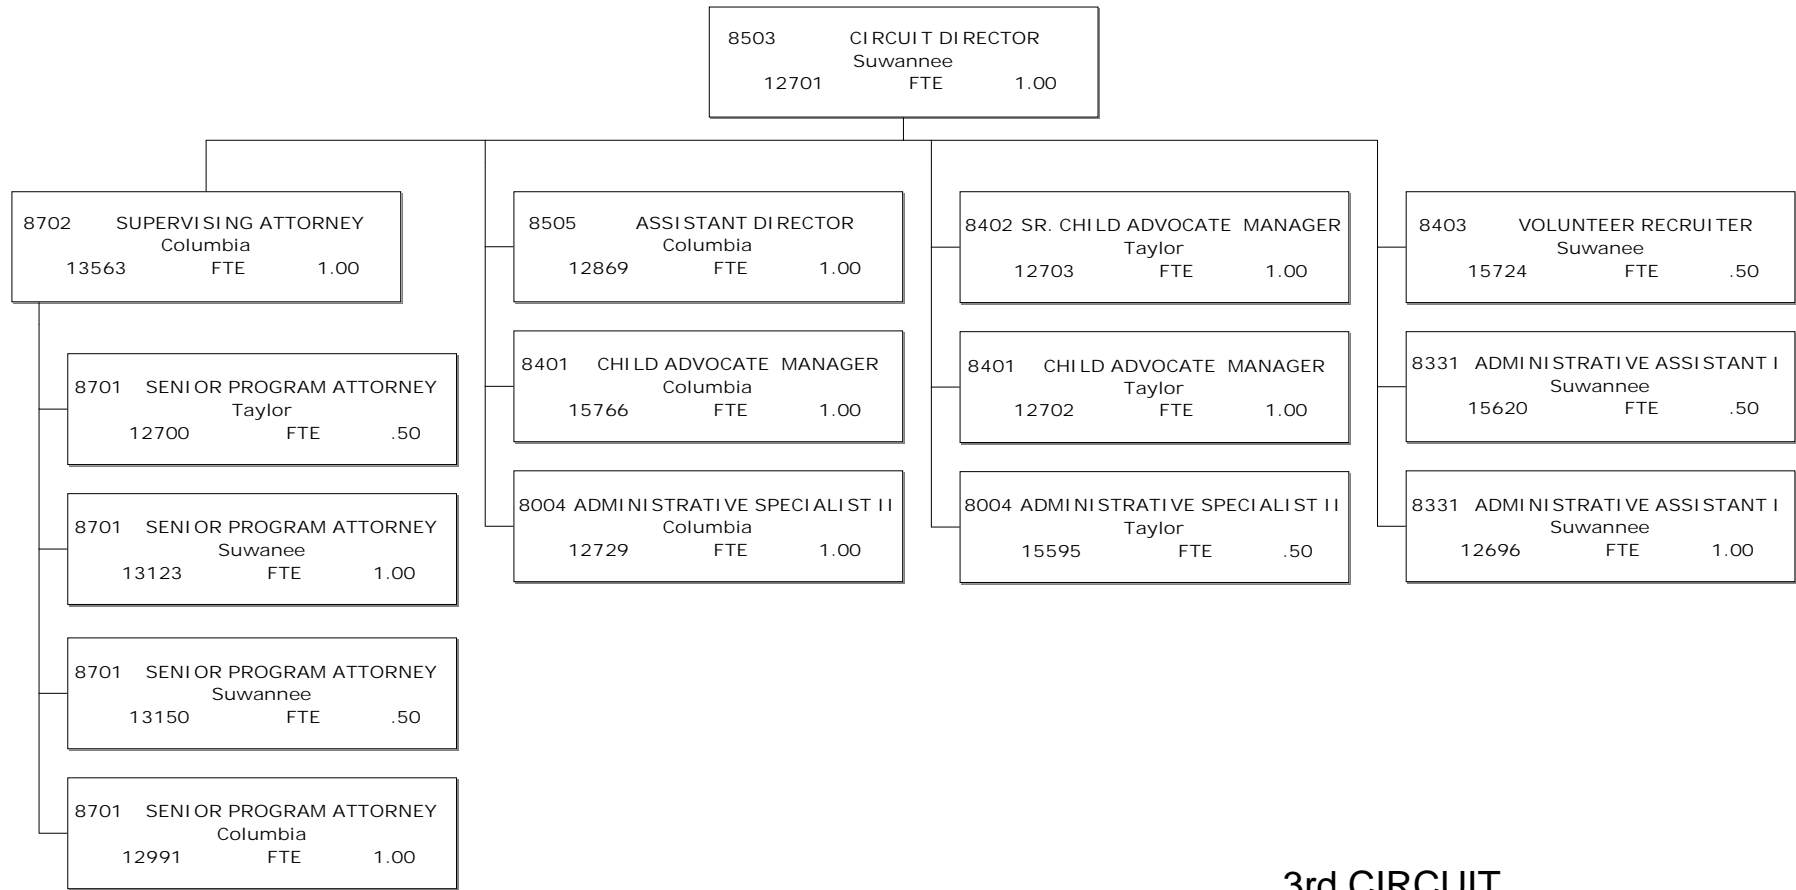 8503 CIRCUIT DIRECTOR
Suwannee
12701 FTE 1.00
8702 SUPERVISING ATTORNEY
Columbia
13563 FTE 1.00
8701 SENIOR PROGRAM ATTORNEY
Taylor
12700 FTE .50
8701 SENIOR PROGRAM ATTORNEY
Suwanee
13123 FTE 1.00
8701 SENIOR PROGRAM ATTORNEY
Suwannee
13150 FTE .50
8701 SENIOR PROGRAM ATTORNEY
Columbia
12991 FTE 1.00
8505 ASSISTANT DIRECTOR
Columbia
12869 FTE 1.00
8401 CHILD ADVOCATE MANAGER
Columbia
15766 FTE 1.00
8004 ADMINISTRATIVE SPECIALIST II
Columbia
12729 FTE 1.00
8402 SR. CHILD ADVOCATE MANAGER
Taylor
12703 FTE 1.00
8401 CHILD ADVOCATE MANAGER
Taylor
12702 FTE 1.00
8004 ADMINISTRATIVE SPECIALIST II
Taylor
15595 FTE .50
8403 VOLUNTEER RECRUITER
Suwanee
15724 FTE .50
8331 ADMINISTRATIVE ASSISTANT I
Suwannee
15620 FTE .50
8331 ADMINISTRATIVE ASSISTANT I
Suwannee
12696 FTE 1.00
3rd CIRCUIT